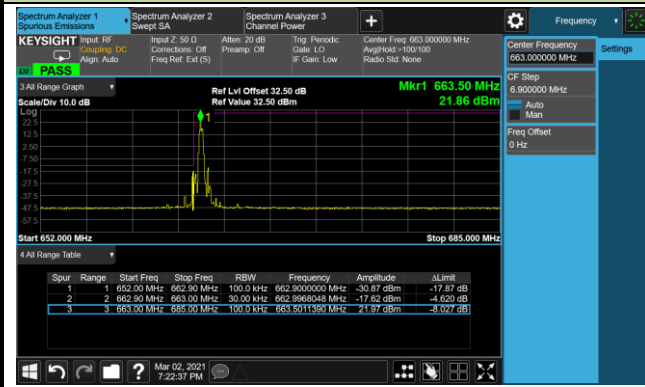 Spectrum Analyzer 1
Spurious Emissions
Spectrum Analyzer 2
Swept SA
Spectrum Analyzer 3
Channel Power
Frequency
KEYSIGHT
Input: RF
Coupling: DC
Align: Auto
Input Z: 50 Ω
Corrections: Off
Freq Ref: Ext (S)
Atten: 20 dB
Preamp: Off
Trig: Periodic
Gate: LO
IF Gain: Low
Center Freq: 663.000000 MHz
Avg|Hold:>100/100
Radio Std: None
PASS
Center Frequency
663.000000 MHz
Settings
CF Step
6.900000 MHz
Auto
Man
Freq Offset
0 Hz
3 All Range Graph
Scale/Div 10.0 dB
Ref Lvl Offset 32.50 dB
Ref Value 32.50 dBm
Mkr1 663.50 MHz
21.86 dBm
Log
22.5
12.5
2.50
-7.50
-17.5
-27.5
-37.5
-47.5
-57.5
1
Start 652.000 MHz
Stop 685.000 MHz
4 All Range Table
Spur Range Start Freq Stop Freq RBW Frequency Amplitude ΔLimit
1 1 652.00 MHz 662.90 MHz 100.0 kHz 662.9000000 MHz -30.87 dBm -17.87 dB
2 2 662.90 MHz 663.00 MHz 30.00 kHz 662.9968048 MHz -17.62 dBm -4.620 dB
3 3 663.00 MHz 685.00 MHz 100.0 kHz 663.5011390 MHz 21.97 dBm -8.027 dB
Mar 02, 2021
7:22:37 PM